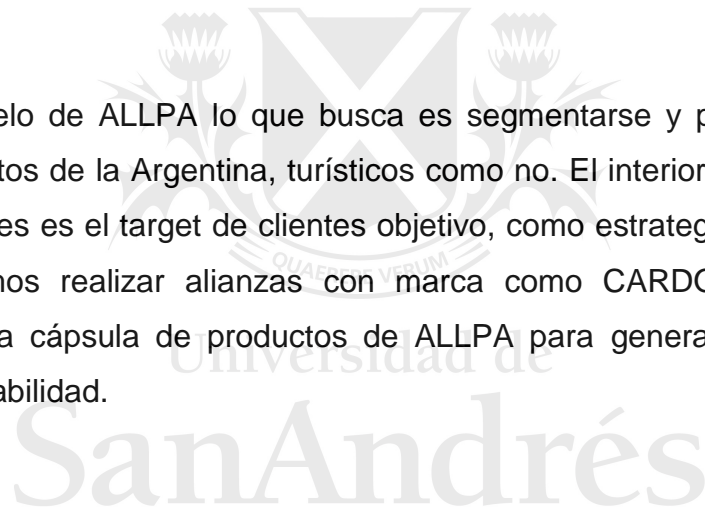 elo de ALLPA lo que busca es segmentarse y p
tos de la Argentina, turísticos como no. El interior
es es el target de clientes objetivo, como estrateg
nos realizar alianzas con marca como CARDO
a cápsula de productos de ALLPA para genera
abilidad.
QUAERERE VERUM
Universidad de
SanAndrés